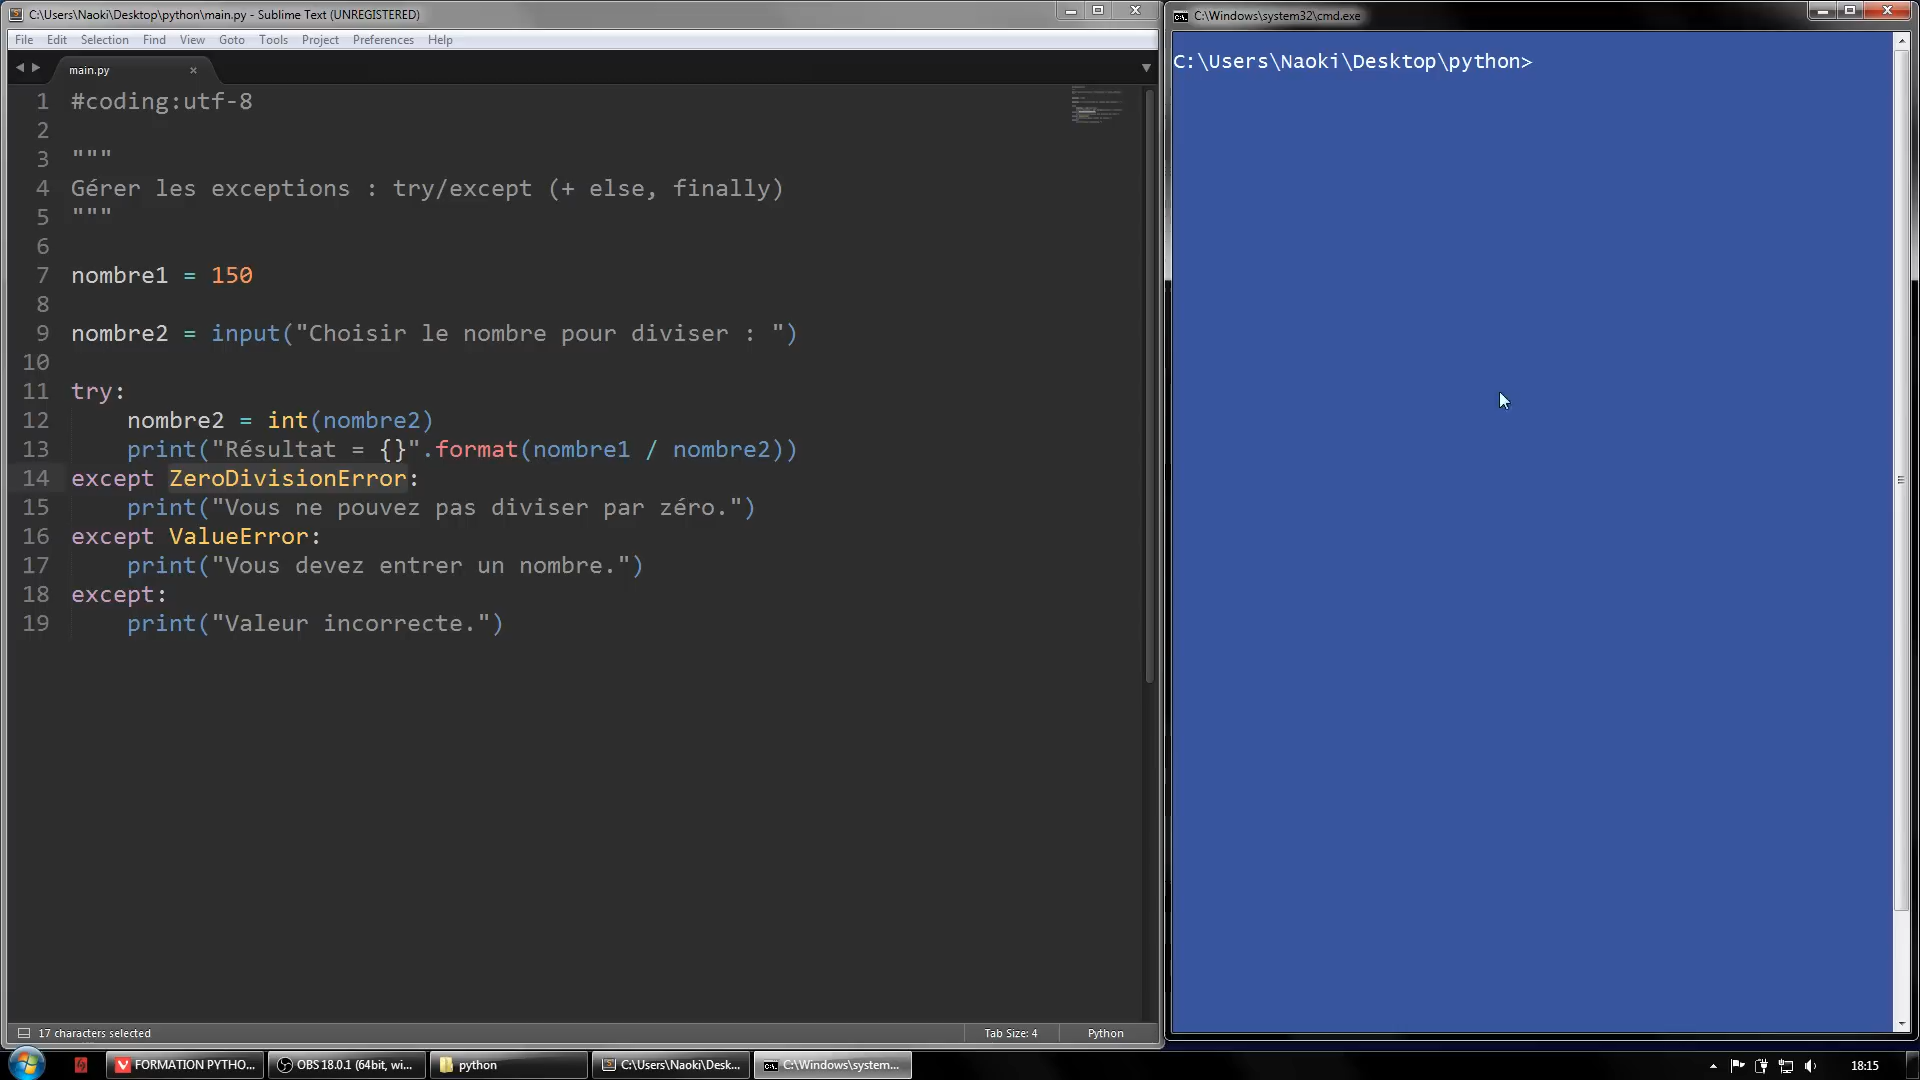 C:\Users\Naoki\Desktop\python\main.py - Sublime Text (UNREGISTERED)
File Edit Selection Find View Goto Tools Project Preferences Help
main.py
1 #coding:utf-8
2
3 """
4 Gérer les exceptions : try/except (+ else, finally)
5 """
6
7 nombre1 = 150
8
9 nombre2 = input("Choisir le nombre pour diviser : ")
10
11 try:
12 nombre2 = int(nombre2)
13 print("Résultat = {}".format(nombre1 / nombre2))
14 except ZeroDivisionError:
15 print("Vous ne pouvez pas diviser par zéro.")
16 except ValueError:
17 print("Vous devez entrer un nombre.")
18 except:
19 print("Valeur incorrecte.")
17 characters selected
Tab Size: 4
Python
C:\Windows\system32\cmd.exe
C:\Users\Naoki\Desktop\python>
FORMATION PYTHO...
OBS 18.0.1 (64bit, wi...
python
C:\Users\Naoki\Desk...
C:\Windows\system...
18:15